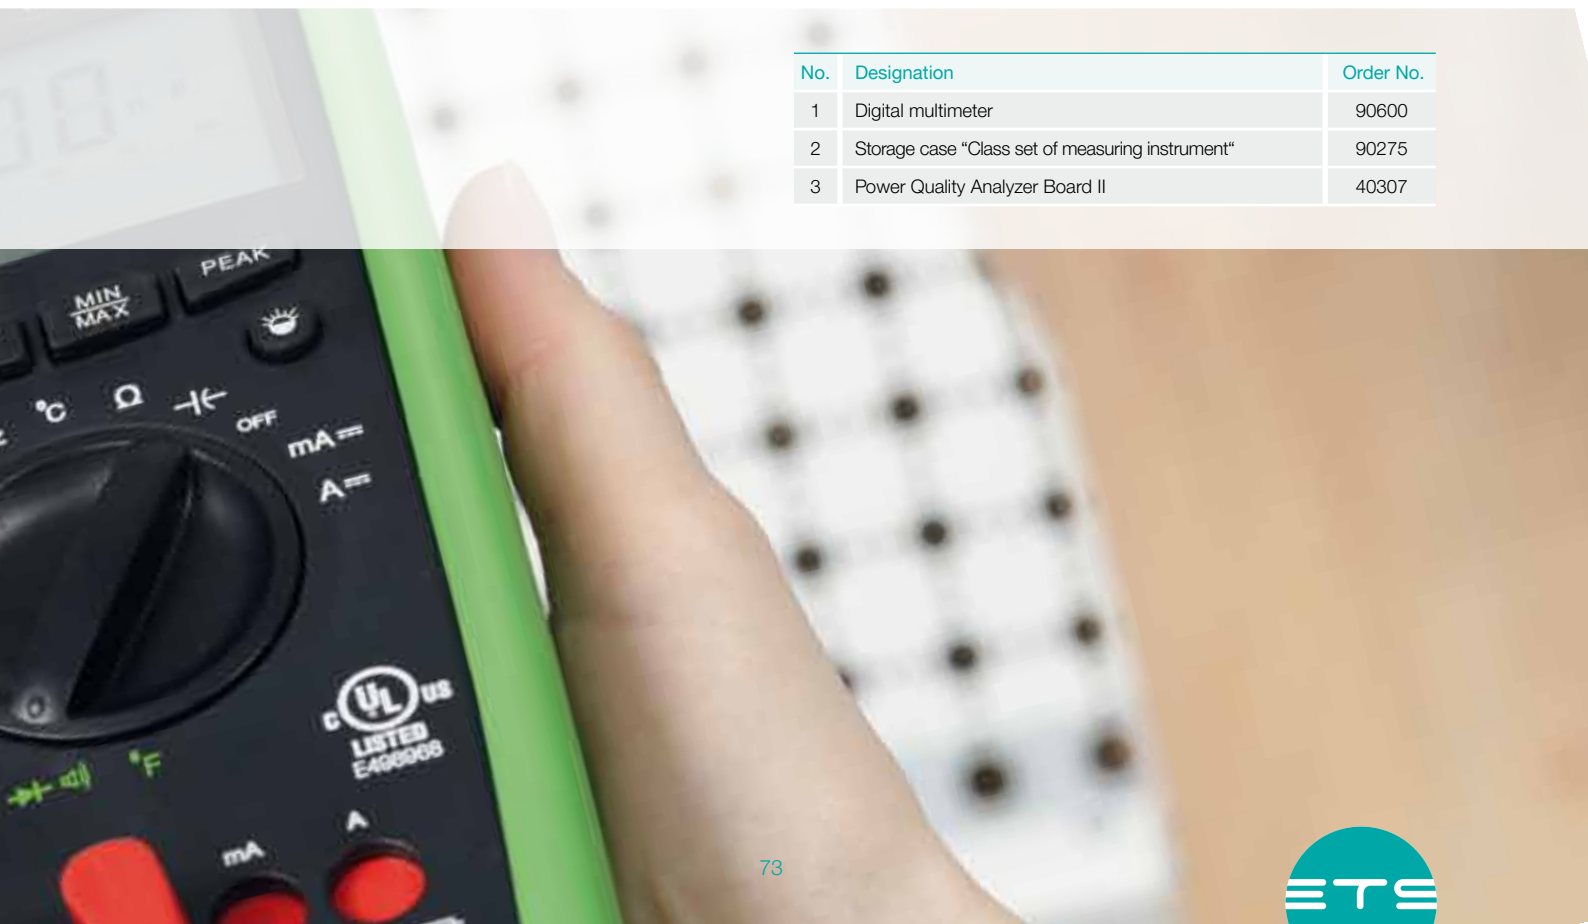 No. Designation Order No.
1 Digital multimeter 90600
2 Storage case “Class set of measuring instrument“ 90275
3 Power Quality Analyzer Board II 40307
PEAK
MIN
MAX
°C Ω OFF
mA
A
C UL US
LISTED
E498968
°F
A
mA
73
ETS